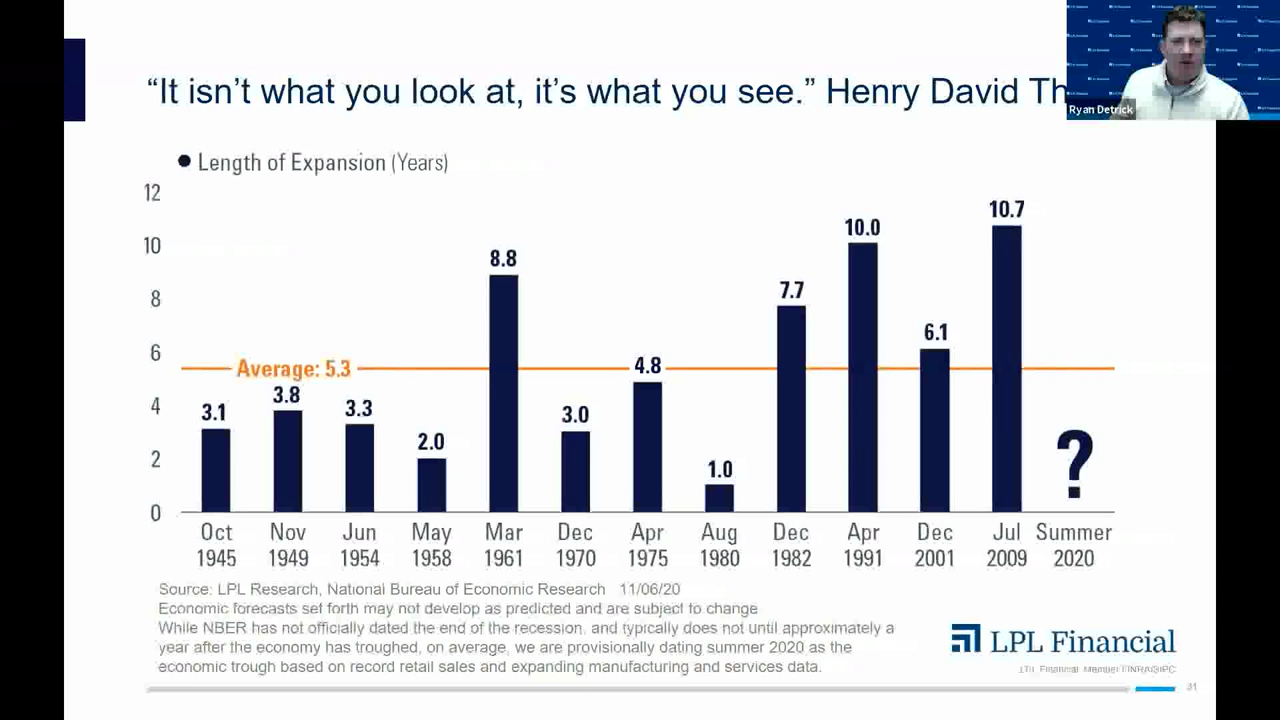 “It isn’t what you look at, it’s what you see.” Henry David Th
Ryan Detrick
Length of Expansion (Years)
12
10
8
6
4
2
0
Average: 5.3
3.1
3.8
3.3
2.0
8.8
3.0
4.8
1.0
7.7
10.0
6.1
10.7
?
Oct Nov Jun May Mar Dec Apr Aug Dec Apr Dec Jul Summer
1945 1949 1954 1958 1961 1970 1975 1980 1982 1991 2001 2009 2020
Source: LPL Research, National Bureau of Economic Research 11/06/20
Economic forecasts set forth may not develop as predicted and are subject to change
While NBER has not officially dated the end of the recession, and typically does not until approximately a
year after the economy has troughed, on average, we are provisionally dating summer 2020 as the
economic trough based on record retail sales and expanding manufacturing and services data.
LPL Financial
Financial Member FINRA/SIPC
31